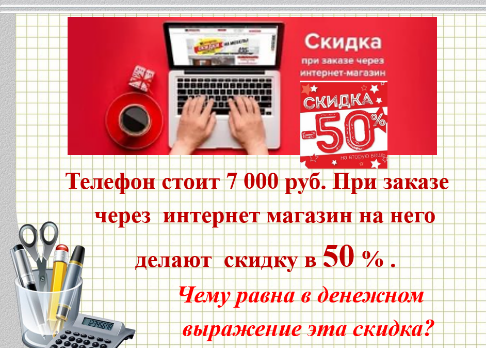 Скидка
при заказе через
интернет-магазин
СКИДКА
-50%
Телефон стоит 7 000 руб. При заказе
через интернет магазин на него
делают скидку в 50 % .
Чему равна в денежном
выражение эта скидка?